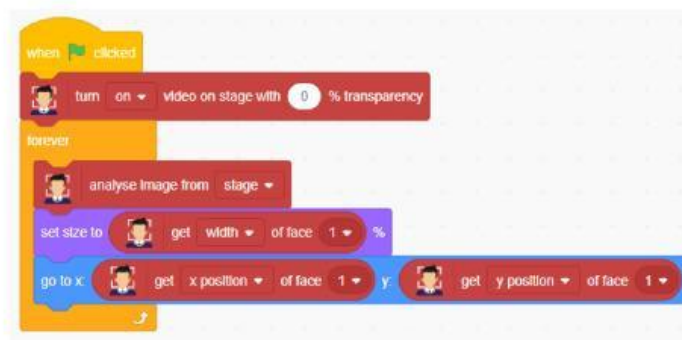 when clicked
turn on video on stage with 0 % transparency
forever
analyse image from stage
set size to get width of face 1 %
go to x: get x position of face 1 y: get y position of face 1